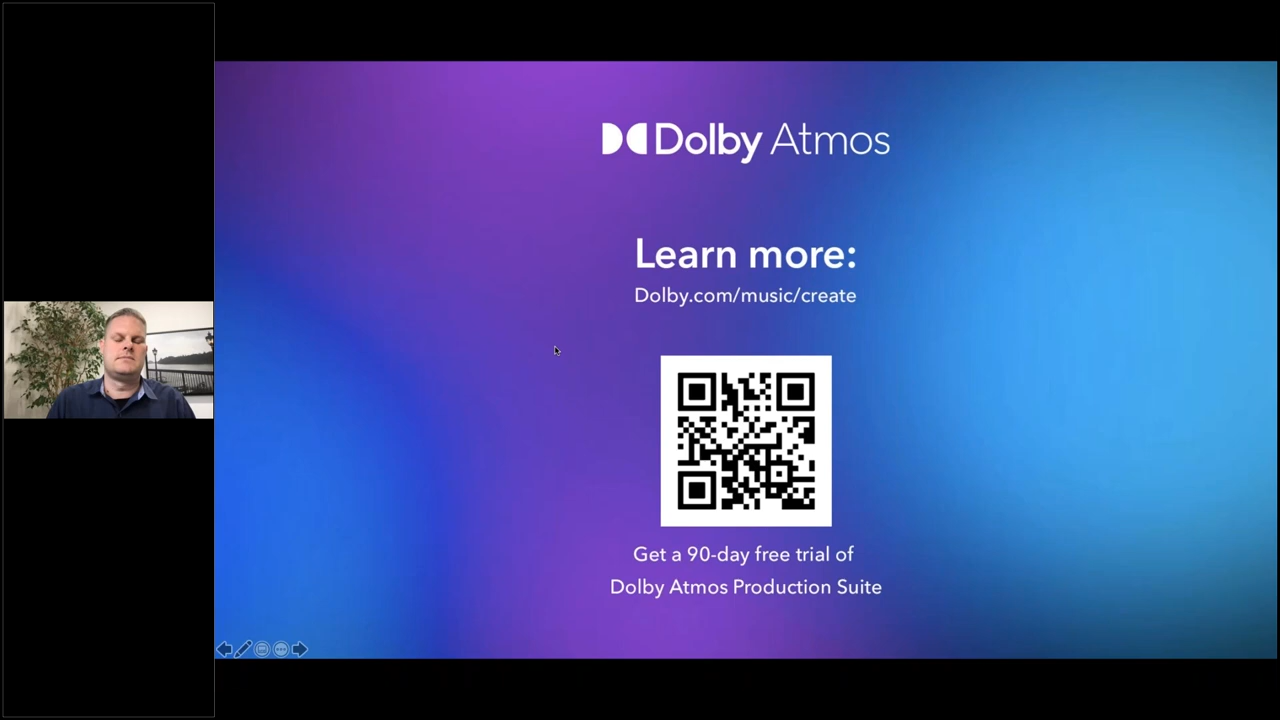 Dolby Atmos
Learn more:
Dolby.com/music/create
Get a 90-day free trial of
Dolby Atmos Production Suite